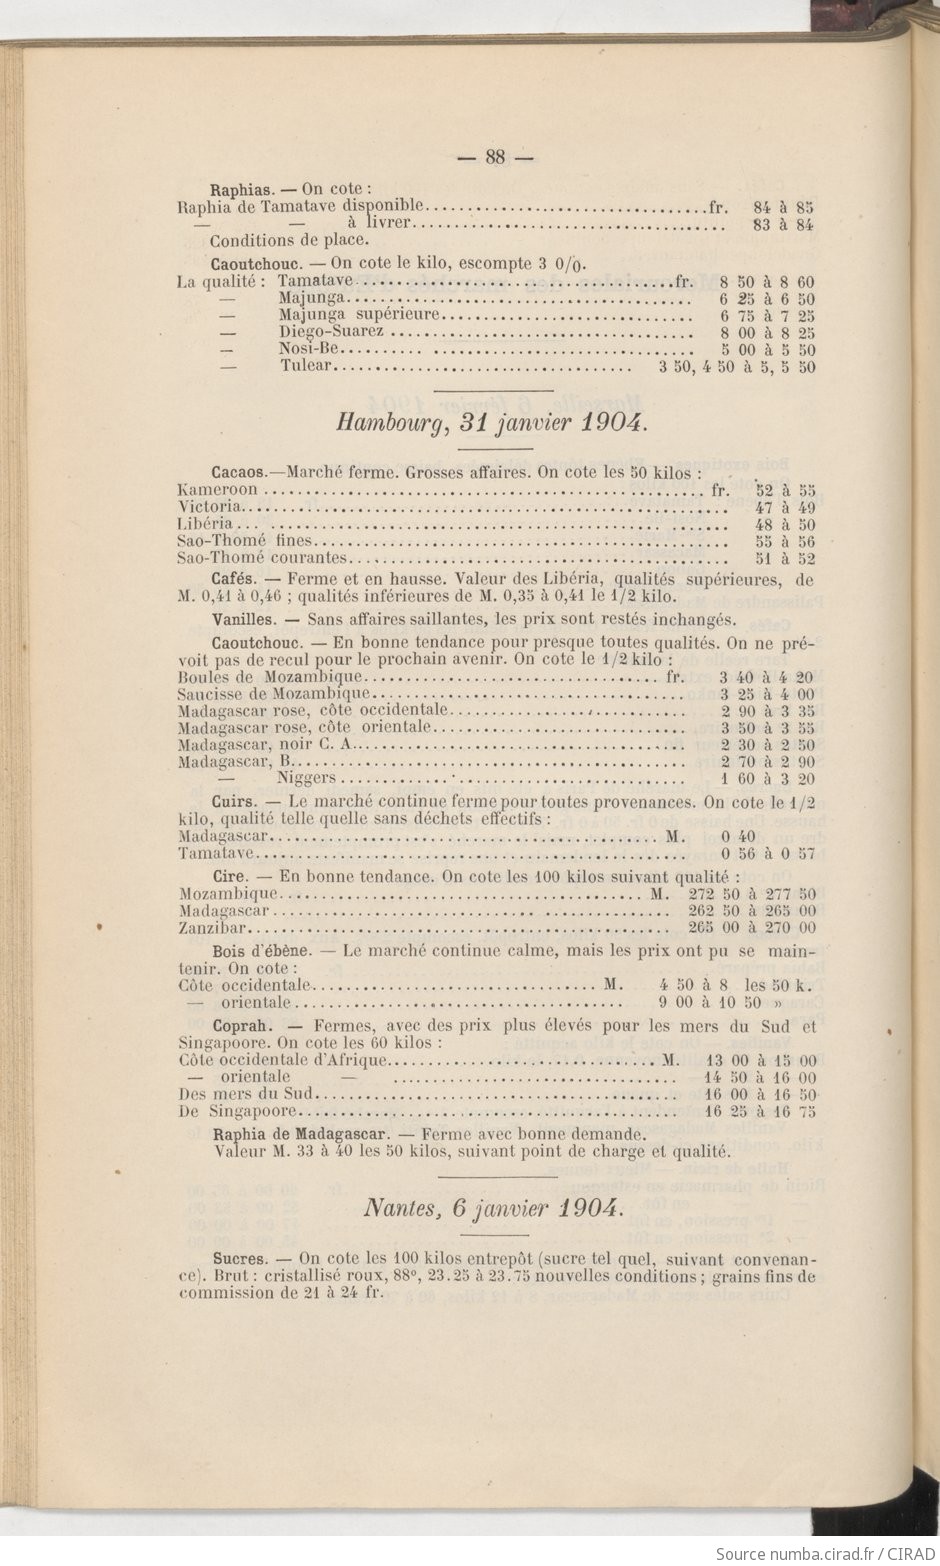 — 88 —
Raphias. — On cote :
Raphia de Tamatave disponible..................................fr. 84 à 85
— — à livrer..................................... 83 à 84
Conditions de place.
Caoutchouc. — On cote le kilo, escompte 3 0/0.
La qualité : Tamatave.......................................fr. 8 50 à 8 60
— Majunga......................................... 6 25 à 6 50
— Majunga supérieure.............................. 6 75 à 7 25
— Diego-Suarez .................................... 8 00 à 8 25
— Nosi-Be.......... ............................... 5 00 à 5 50
— Tulear.................................... 3 50, 4 50 à 5, 5 50
Hambourg, 31 janvier 1904.
Cacaos.—Marché ferme. Grosses affaires. On cote les 50 kilos :
Kameroon ..................................................... fr. 52 à 55
Victoria......................................................... 47 à 49
Libéria... .............................................. ....... 48 à 50
Sao-Thomé fines................................................. 55 à 56
Sao-Thomé courantes............................................. 51 à 52
Cafés. — Ferme et en hausse. Valeur des Libéria, qualités supérieures, de
M. 0,41 à 0,46 ; qualités inférieures de M. 0,35 à 0,41 le 1/2 kilo.
Vanilles. — Sans affaires saillantes, les prix sont restés inchangés.
Caoutchouc. — En bonne tendance pour presque toutes qualités. On ne pré-
voit pas de recul pour le prochain avenir. On cote le 1/2 kilo :
Boules de Mozambique................................... fr. 3 40 à 4 20
Saucisse de Mozambique..................................... 3 25 à 4 00
Madagascar rose, côte occidentale............................ 2 90 à 3 35
Madagascar rose, côte orientale.............................. 3 50 à 3 55
Madagascar, noir C. A....................................... 2 30 à 2 50
Madagascar, B............................................... 2 70 à 2 90
— Niggers ......................................... 1 60 à 3 20
Cuirs. — Le marché continue ferme pour toutes provenances. On cote le 1/2
kilo, qualité telle quelle sans déchets effectifs :
Madagascar............................................... M. 0 40
Tamatave.................................................... 0 56 à 0 57
Cire. — En bonne tendance. On cote les 100 kilos suivant qualité :
Mozambique............................................ M. 272 50 à 277 50
Madagascar............................... ................ 262 50 à 265 00
Zanzibar................................................... 265 00 à 270 00
Bois d'ébène. — Le marché continue calme, mais les prix ont pu se main-
tenir. On cote :
Côte occidentale.................................. M. 4 50 à 8 les 50 k.
— orientale....................................... 9 00 à 10 50 »
Coprah. — Fermes, avec des prix plus élevés pour les mers du Sud et
Singapoore. On cote les 60 kilos :
Côte occidentale d'Afrique................................ M. 13 00 à 15 00
— orientale — .................................. 14 50 à 16 00
Des mers du Sud........................................... 16 00 à 16 50
De Singapoore............................................. 16 25 à 16 75
Raphia de Madagascar. — Ferme avec bonne demande.
Valeur M. 33 à 40 les 50 kilos, suivant point de charge et qualité.
Nantes, 6 janvier 1904.
Sucres. — On cote les 100 kilos entrepôt (sucre tel quel, suivant convenan-
ce). Brut : cristallisé roux, 88°, 23.25 à 23.75 nouvelles conditions ; grains fins de
commission de 21 à 24 fr.
Source numba.cirad.fr / CIRAD